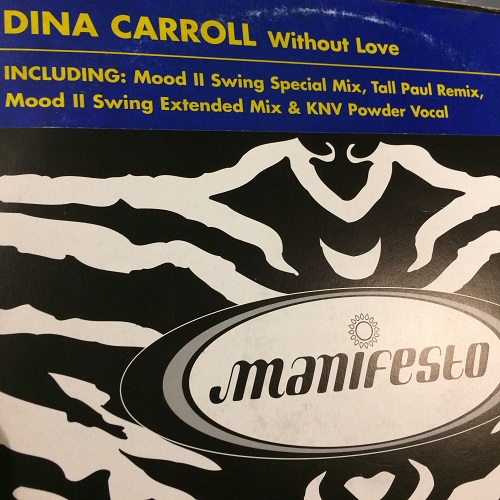 DINA CARROLL Without Love
INCLUDING: Mood II Swing Special Mix, Tall Paul Remix,
Mood II Swing Extended Mix & KNV Powder Vocal
manifesto